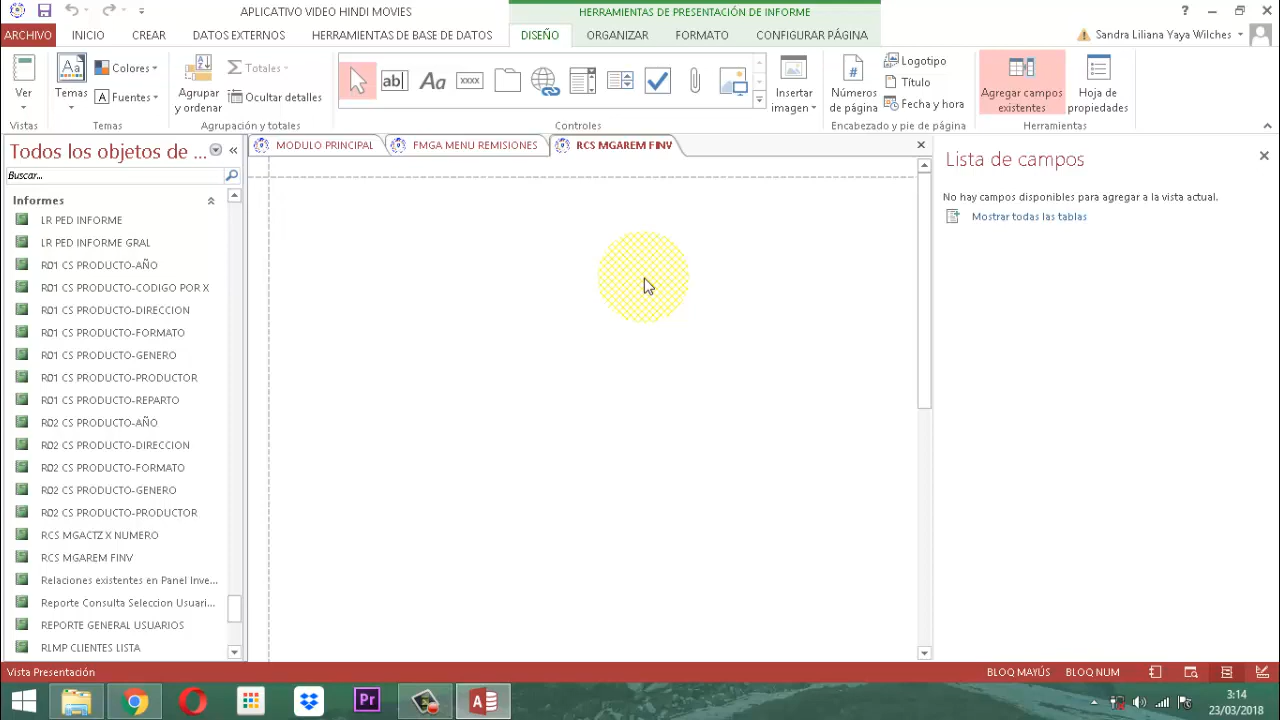 APLICATIVO VIDEO HINDI MOVIES
HERRAMIENTAS DE PRESENTACIÓN DE INFORME
?
ARCHIVO INICIO CREAR DATOS EXTERNOS HERRAMIENTAS DE BASE DE DATOS DISEÑO ORGANIZAR FORMATO CONFIGURAR PÁGINA
Sandra Liliana Yaya Wilches
Ver
Vistas
Aa
Temas
Colores
A Fuentes
Temas
Agrupar y ordenar
Σ Totales
Ocultar detalles
Agrupación y totales
ab|
Aa
xxxx
Controles
Insertar imagen
#
Números de página
Logotipo
Título
Fecha y hora
Encabezado y pie de página
Agregar campos existentes
Hoja de propiedades
Herramientas
Todos los objetos de ...
Buscar...
MODULO PRINCIPAL
FMGA MENU REMISIONES
RCS MGAREM FINV
Informes
LR PED INFORME
LR PED INFORME GRAL
R01 CS PRODUCTO-AÑO
R01 CS PRODUCTO-CODIGO POR X
R01 CS PRODUCTO-DIRECCION
R01 CS PRODUCTO-FORMATO
R01 CS PRODUCTO-GENERO
R01 CS PRODUCTO-PRODUCTOR
R01 CS PRODUCTO-REPARTO
R02 CS PRODUCTO-AÑO
R02 CS PRODUCTO-DIRECCION
R02 CS PRODUCTO-FORMATO
R02 CS PRODUCTO-GENERO
R02 CS PRODUCTO-PRODUCTOR
RCS MGACTZ X NUMERO
RCS MGAREM FINV
Relaciones existentes en Panel Inve...
Reporte Consulta Seleccion Usuari...
REPORTE GENERAL USUARIOS
RLMP CLIENTES LISTA
Lista de campos
No hay campos disponibles para agregar a la vista actual.
Mostrar todas las tablas
Vista Presentación
BLOQ MAYÚS BLOQ NUM
Pr
3:14
23/03/2018